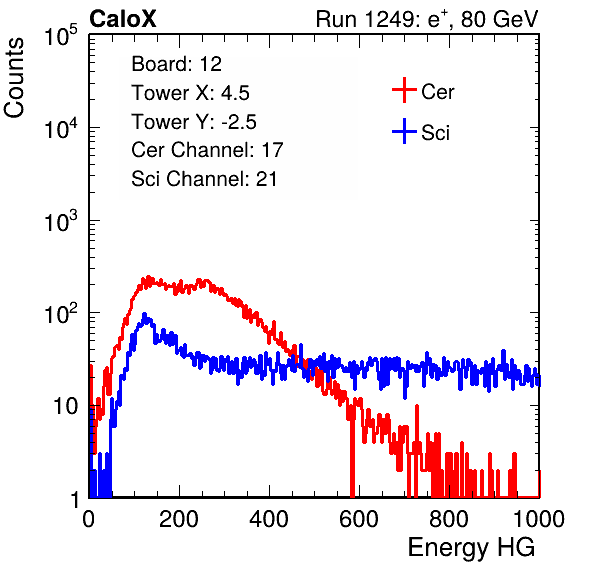 CaloX Run 1249: e⁺, 80 GeV
Counts
Board: 12
Tower X: 4.5
Tower Y: -2.5
Cer Channel: 17
Sci Channel: 21
Cer
Sci
10⁵
10⁴
10³
10²
10
1
0 200 400 600 800 1000
Energy HG